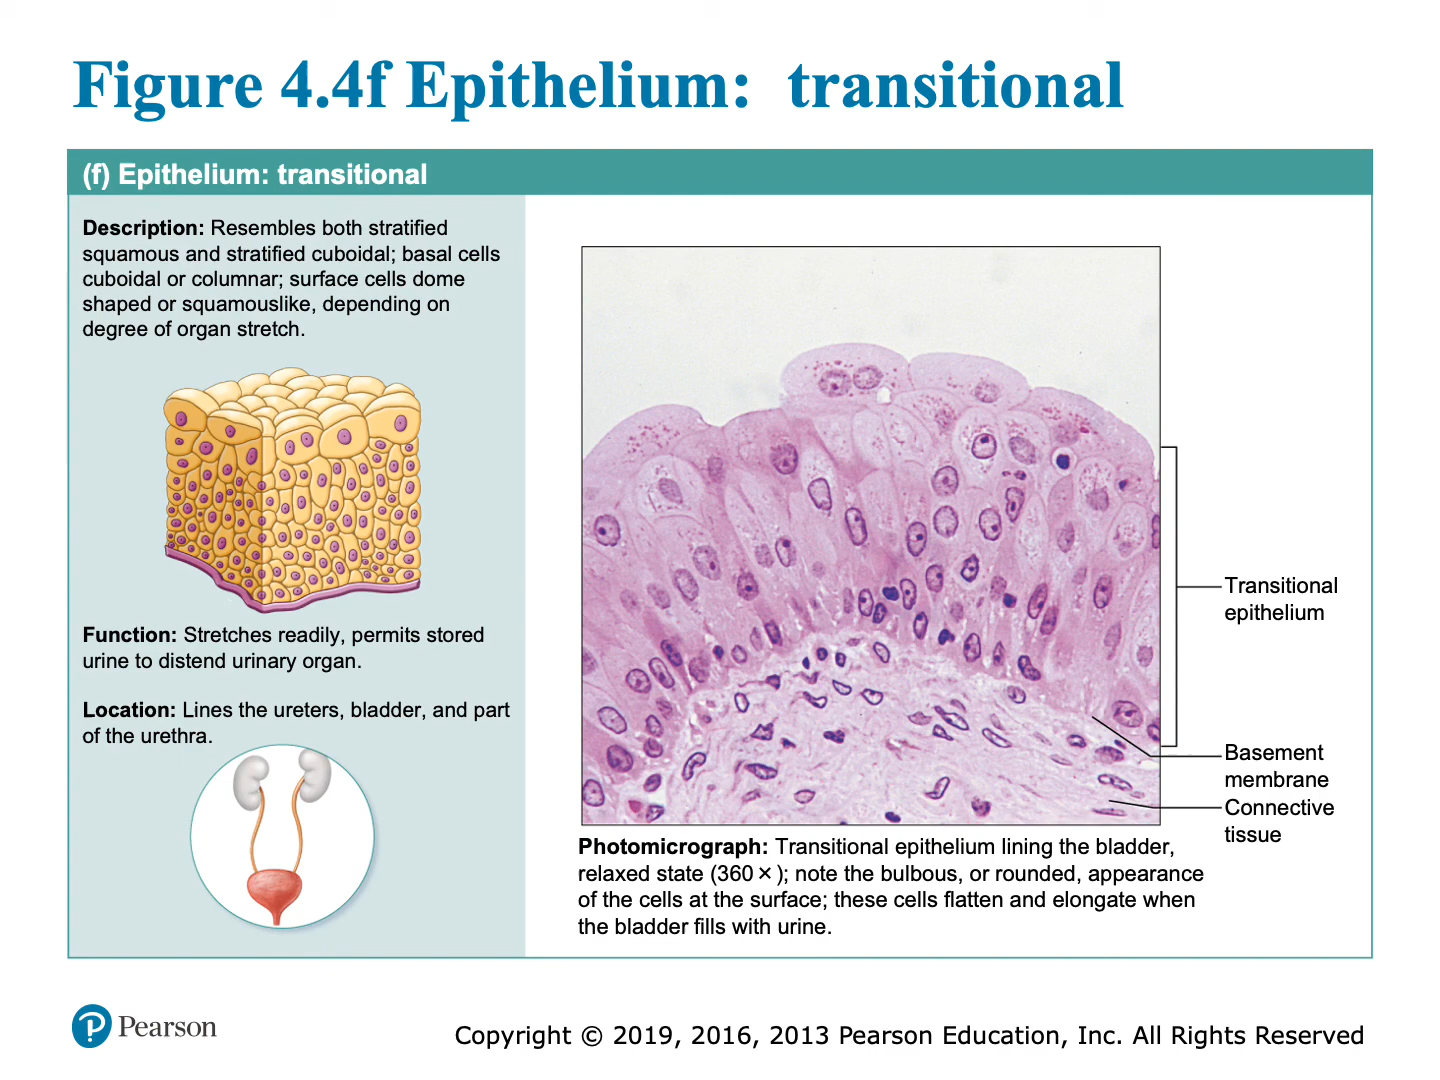 Figure 4.4f Epithelium: transitional
(f) Epithelium: transitional
Description: Resembles both stratified
squamous and stratified cuboidal; basal cells
cuboidal or columnar; surface cells dome
shaped or squamouslike, depending on
degree of organ stretch.
Function: Stretches readily, permits stored
urine to distend urinary organ.
Location: Lines the ureters, bladder, and part
of the urethra.
Transitional
epithelium
Basement
membrane
Connective
tissue
Photomicrograph: Transitional epithelium lining the bladder,
relaxed state (360×); note the bulbous, or rounded, appearance
of the cells at the surface; these cells flatten and elongate when
the bladder fills with urine.
Pearson
Copyright © 2019, 2016, 2013 Pearson Education, Inc. All Rights Reserved